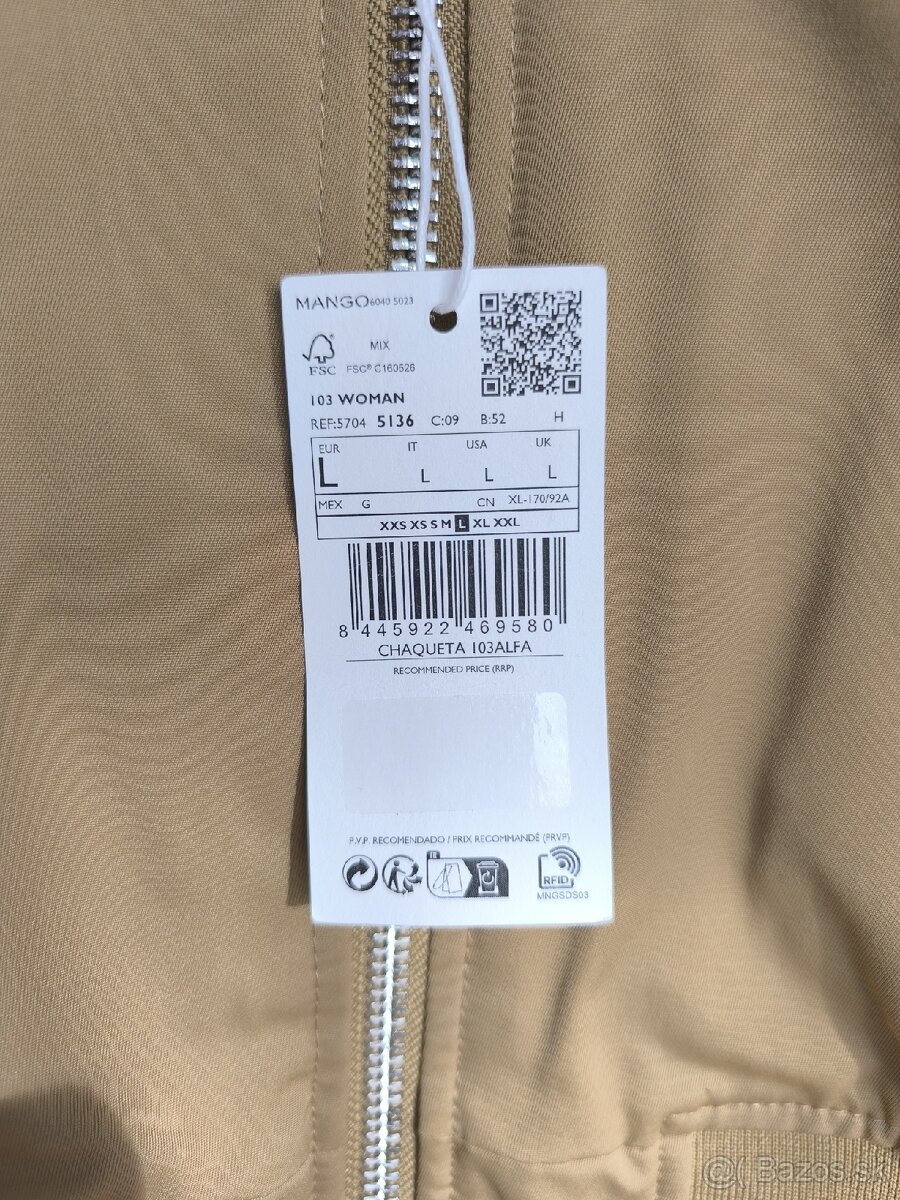 MANGO 6040 5023
MIX
FSC FSC® C160526
103 WOMAN
REF:5704 5136 C:09 B:52 H
EUR IT USA UK
L L L L
MEX G CN XL-170/92A
XXS XS S M L XL XXL
8 445922 469580
CHAQUETA 103ALFA
RECOMMENDED PRICE (RRP)
P.V.P. RECOMENDADO / PRIX RECOMMANDÉ (PRVP)
RFID
MNGSDS03
Bazos.sk